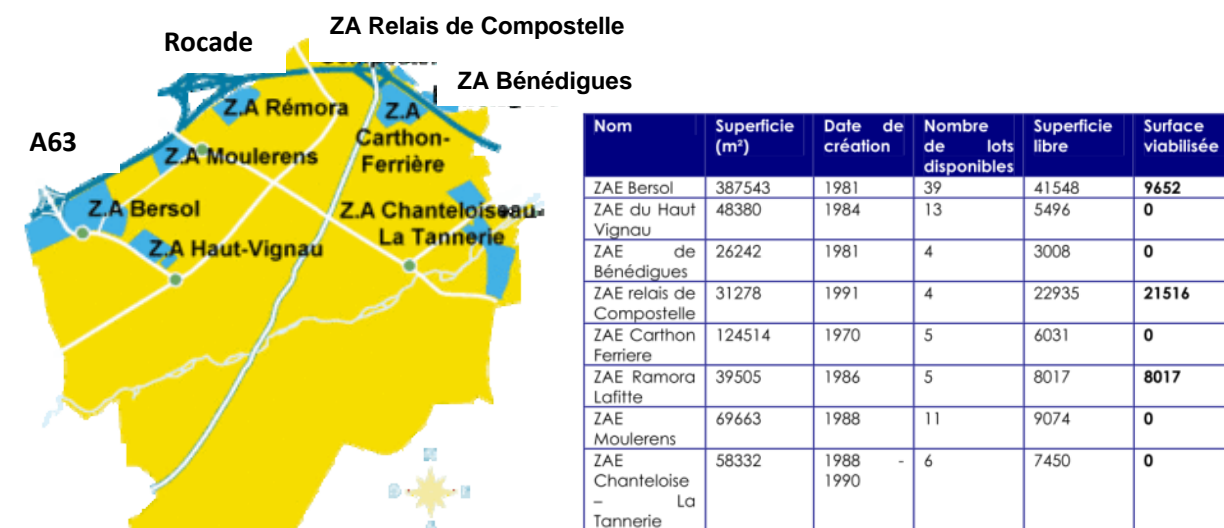 ZA Relais de Compostelle
Rocade
ZA Bénédigues
A63
Z.A Rémora
Z.A
Carthon-
Ferrière
Z.A Moulerens
Z.A Bersol
Z.A Chanteloiseau-
La Tannerie
Z.A Haut-Vignau
Nom Superficie (m²) Date de création Nombre de lots disponibles Superficie libre Surface viabilisée
ZAE Bersol 387543 1981 39 41548 9652
ZAE du Haut Vignau 48380 1984 13 5496 0
ZAE de Bénédigues 26242 1981 4 3008 0
ZAE relais de Compostelle 31278 1991 4 22935 21516
ZAE Carthon Ferriere 124514 1970 5 6031 0
ZAE Ramora Lafitte 39505 1986 5 8017 8017
ZAE Moulerens 69663 1988 11 9074 0
ZAE Chanteloise – La Tannerie 58332 1988 - 1990 6 7450 0